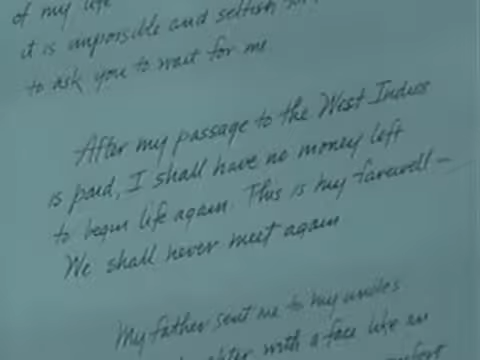 of my life
it is impossible and selfish for
to ask you to wait for me
After my passage to the West Indies
is paid, I shall have no money left
to begin life again. This is my farewell –
We shall never meet again
My father sent me to my uncles
with a face like an